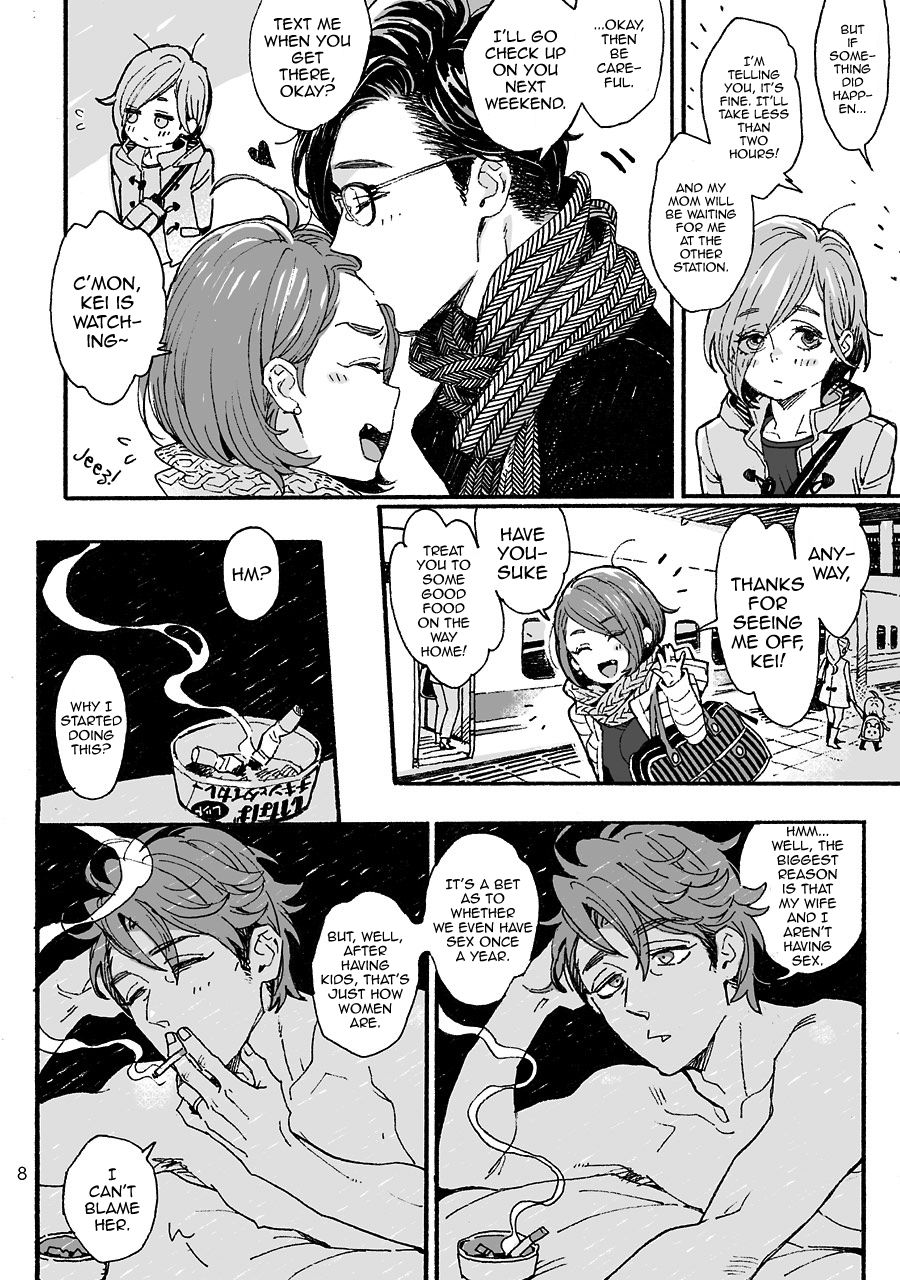 BUT IF
SOME-
THING
DID
HAPP-
EN...
I'M
TELLING
YOU, IT'S
FINE. IT'LL
TAKE LESS
THAN
TWO
HOURS!
AND MY
MOM WILL
BE WAITING
FOR ME
AT THE
OTHER
STATION.
...OKAY,
THEN
BE
CARE-
FUL.
I'LL GO
CHECK UP
ON YOU
NEXT
WEEKEND.
TEXT ME
WHEN YOU
GET
THERE,
OKAY?
C'MON,
KEI IS
WATCH-
ING~
Jeez!
ANY-
WAY,
THANKS
FOR
SEEING
ME OFF,
KEI!
HAVE
YOU-
SUKE
TREAT
YOU TO
SOME
GOOD
FOOD
ON THE
WAY
HOME!
HM?
WHY I
STARTED
DOING
THIS?
HMM...
WELL, THE
BIGGEST
REASON
IS THAT
MY WIFE
AND I
AREN'T
HAVING
SEX.
IT'S A BET
AS TO
WHETHER
WE EVEN HAVE
SEX ONCE
A YEAR.
BUT, WELL,
AFTER
HAVING
KIDS, THAT'S
JUST HOW
WOMEN
ARE.
I
CAN'T
BLAME
HER.
8